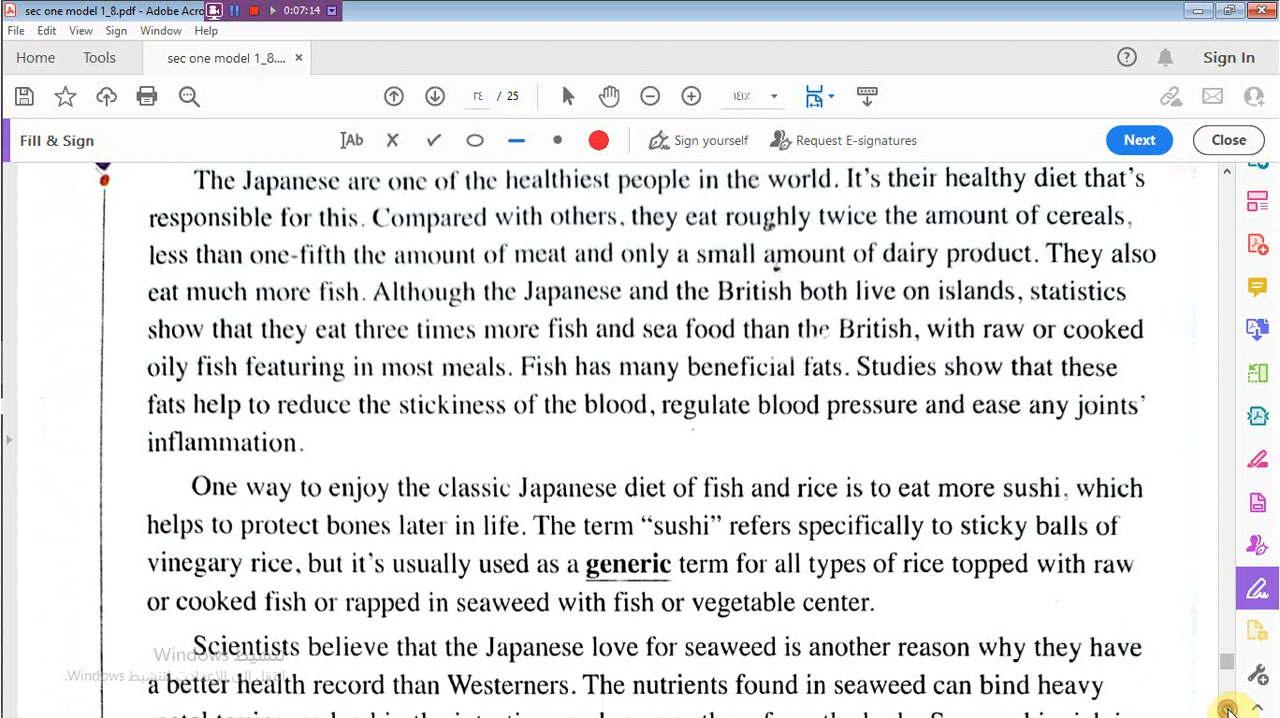 sec one model 1_8.pdf - Adobe Acro
0:07:14
File Edit View Sign Window Help
Home Tools sec one model 1_8.... × Sign In
٢٤ / 25 ١٤١٪
Fill & Sign Ab Sign yourself Request E-signatures Next Close
The Japanese are one of the healthiest people in the world. It's their healthy diet that's
responsible for this. Compared with others, they eat roughly twice the amount of cereals,
less than one-fifth the amount of meat and only a small amount of dairy product. They also
eat much more fish. Although the Japanese and the British both live on islands, statistics
show that they eat three times more fish and sea food than the British, with raw or cooked
oily fish featuring in most meals. Fish has many beneficial fats. Studies show that these
fats help to reduce the stickiness of the blood, regulate blood pressure and ease any joints'
inflammation.
One way to enjoy the classic Japanese diet of fish and rice is to eat more sushi, which
helps to protect bones later in life. The term “sushi” refers specifically to sticky balls of
vinegary rice, but it's usually used as a generic term for all types of rice topped with raw
or cooked fish or rapped in seaweed with fish or vegetable center.
Scientists believe that the Japanese love for seaweed is another reason why they have
تنشيط Windows
a better health record than Westerners. The nutrients found in seaweed can bind heavy
انتقل إلى الإعدادات لتنشيط Windows.